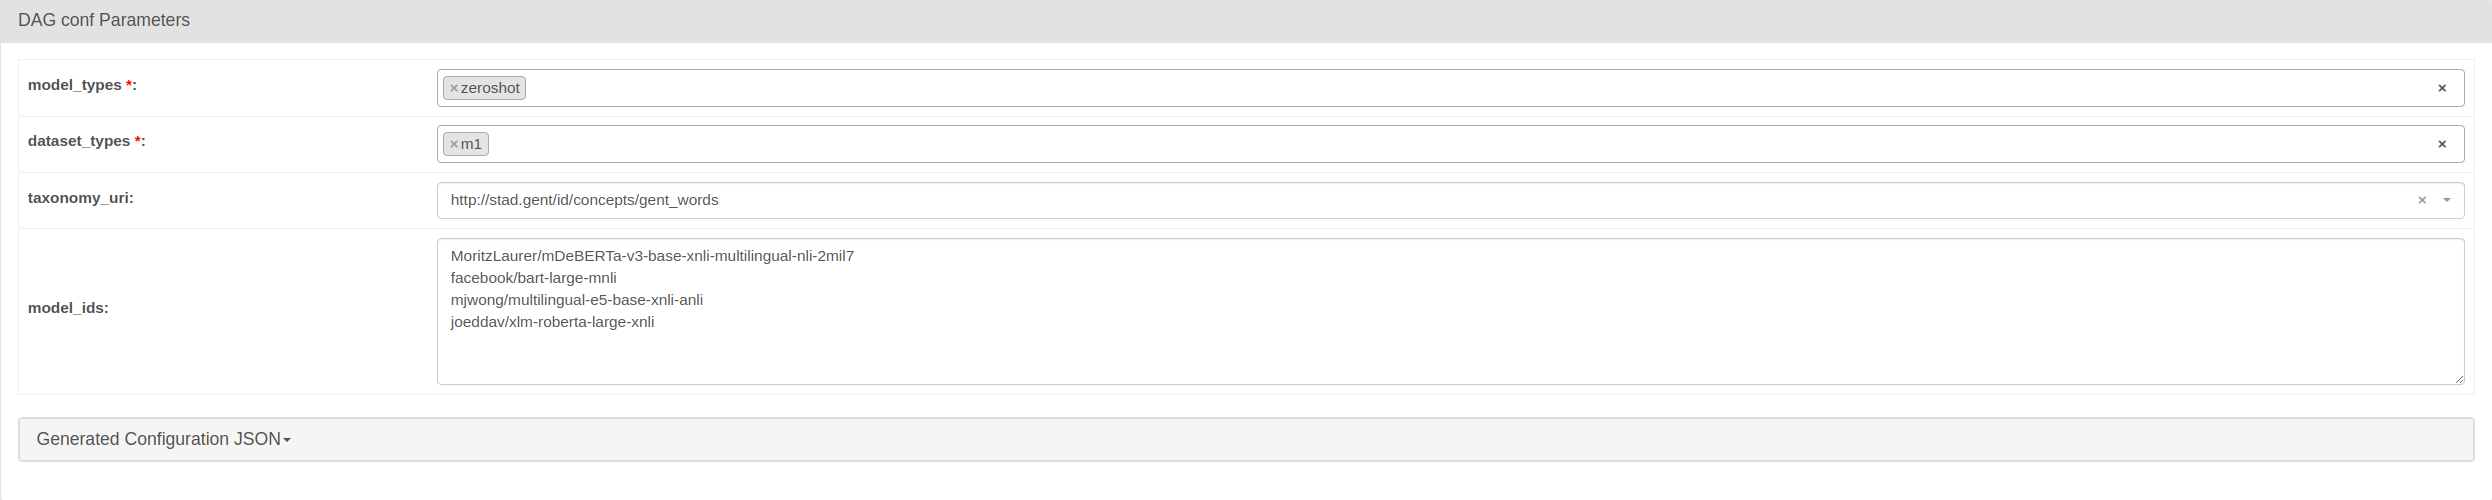 DAG conf Parameters
model_types *:
×zeroshot
×
dataset_types *:
×m1
×
taxonomy_uri:
http://stad.gent/id/concepts/gent_words
×
model_ids:
MoritzLaurer/mDeBERTa-v3-base-xnli-multilingual-nli-2mil7
facebook/bart-large-mnli
mjwong/multilingual-e5-base-xnli-anli
joeddav/xlm-roberta-large-xnli
Generated Configuration JSON